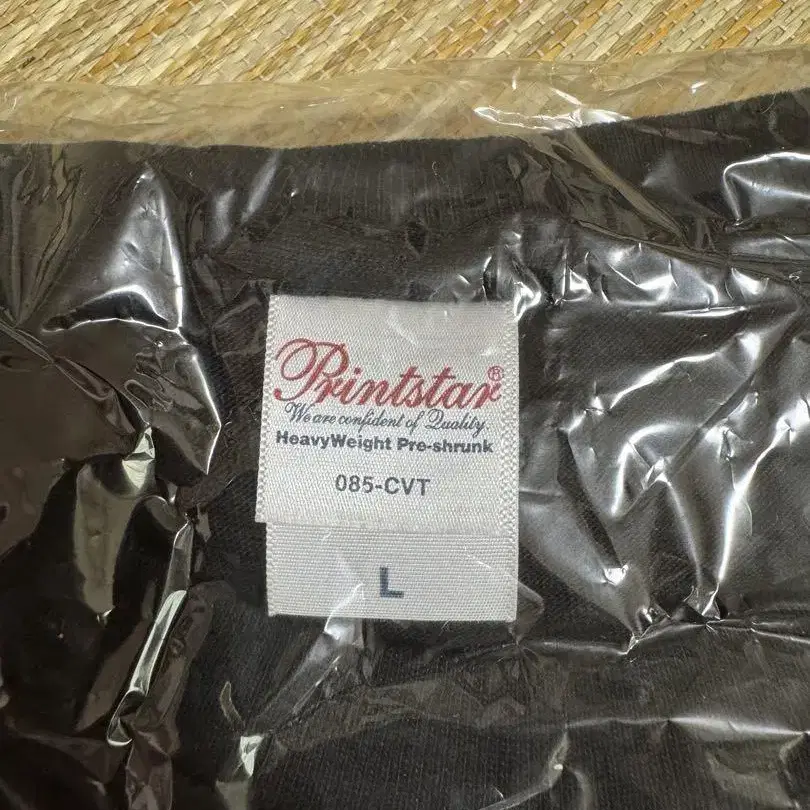 Printstar®
We are confident of Quality
HeavyWeight Pre-shrunk
085-CVT
L